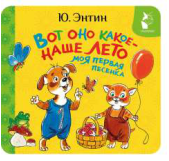 Ю. Энтин
Вот оно какое-
наше лето
моя первая
песенка